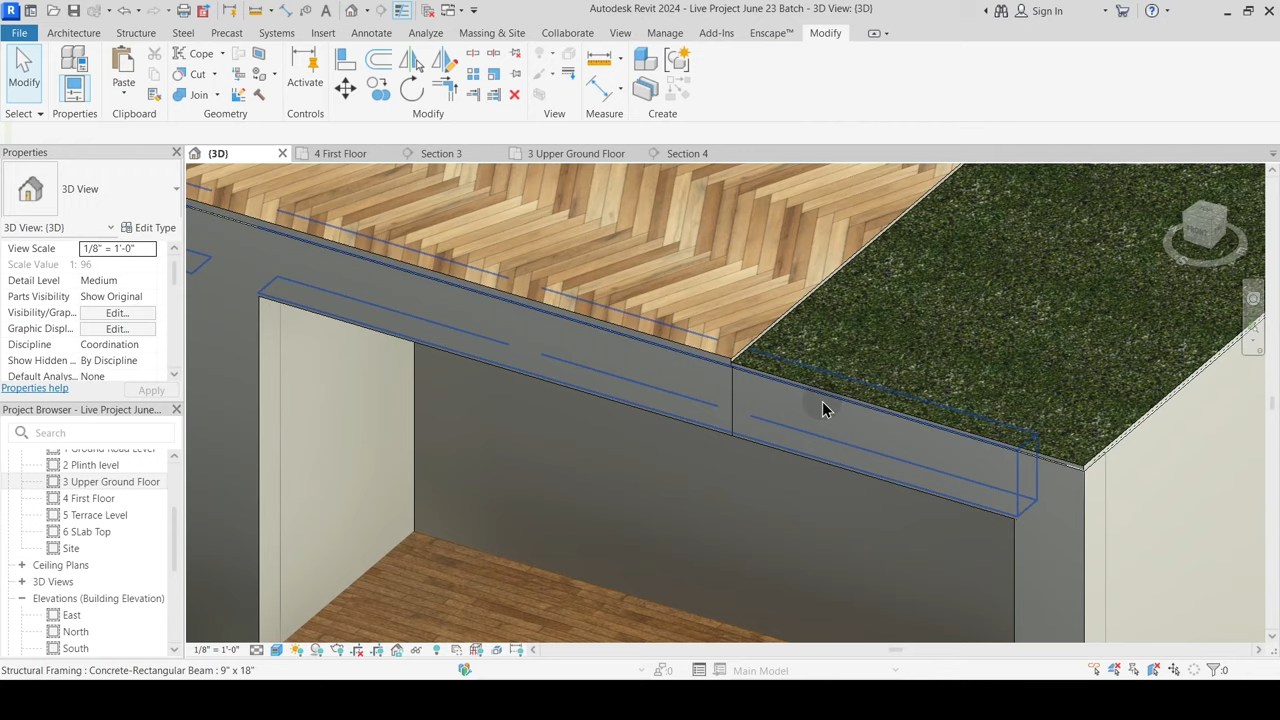 Autodesk Revit 2024 - Live Project June 23 Batch - 3D View: {3D}
Sign In
File Architecture Structure Steel Precast Systems Insert Annotate Analyze Massing & Site Collaborate View Manage Add-Ins Enscape™ Modify
Modify Paste Cope Cut Join Activate
Select Properties Clipboard Geometry Controls Modify View Measure Create
Properties
{3D} 4 First Floor Section 3 3 Upper Ground Floor Section 4
3D View
3D View: {3D} Edit Type
View Scale 1/8" = 1'-0"
Scale Value 1: 96
Detail Level Medium
Parts Visibility Show Original
Visibility/Grap... Edit...
Graphic Displ... Edit...
Discipline Coordination
Show Hidden ... By Discipline
Default Analys... None
Properties help Apply
Project Browser - Live Project June...
Search
1 Ground Road Level
2 Plinth level
3 Upper Ground Floor
4 First Floor
5 Terrace Level
6 SLab Top
Site
Ceiling Plans
3D Views
Elevations (Building Elevation)
East
North
South
1/8" = 1'-0"
Structural Framing : Concrete-Rectangular Beam : 9" x 18"
:0
Main Model
:0